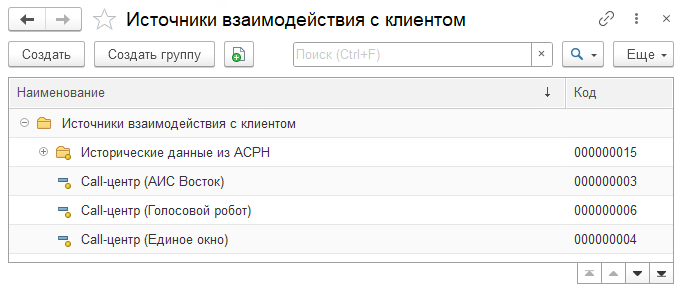 Источники взаимодействия с клиентом
Создать Создать группу Поиск (Ctrl+F) × Еще
Наименование ↓ Код
Источники взаимодействия с клиентом
Исторические данные из АСРН 000000015
Call-центр (АИС Восток) 000000003
Call-центр (Голосовой робот) 000000006
Call-центр (Единое окно) 000000004